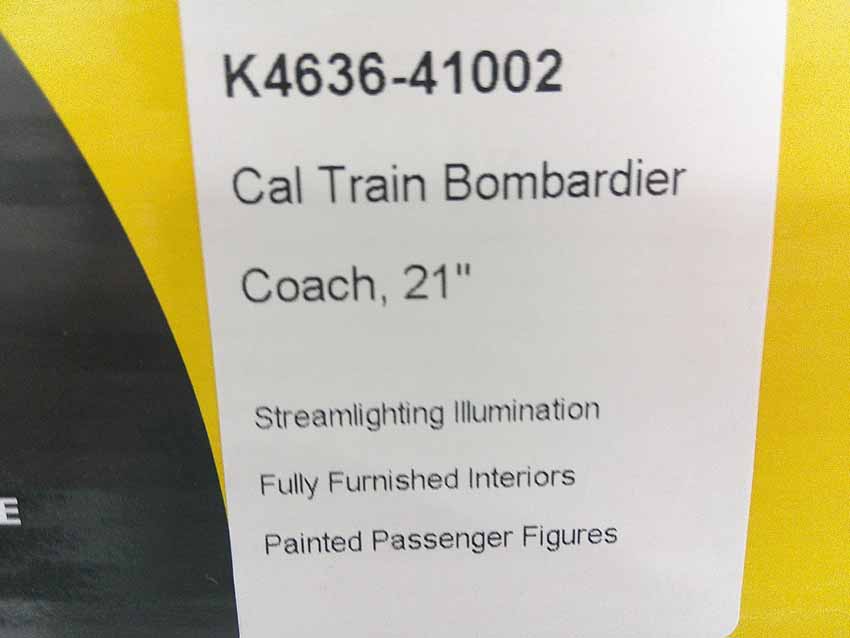 K4636-41002
Cal Train Bombardier
Coach, 21"
Streamlighting Illumination
Fully Furnished Interiors
Painted Passenger Figures
E